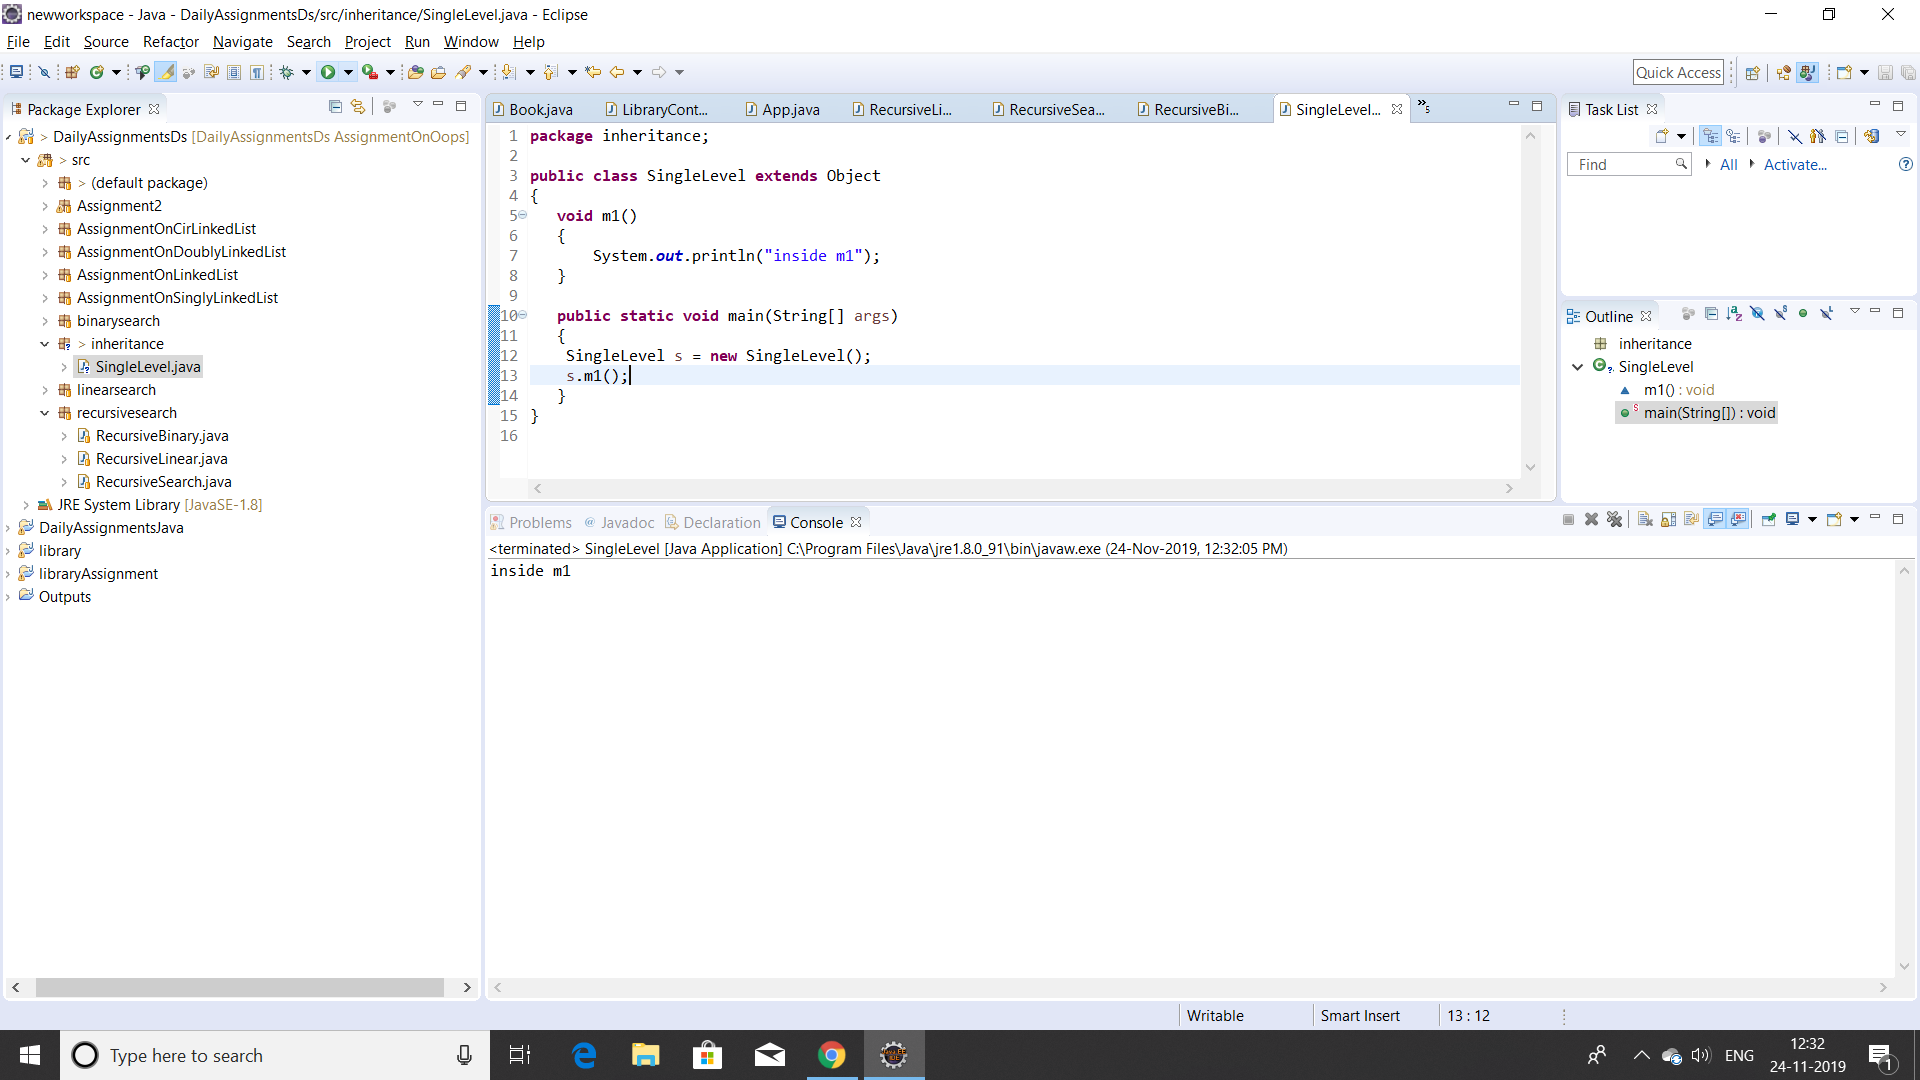 newworkspace - Java - DailyAssignmentsDs/src/inheritance/SingleLevel.java - Eclipse
File Edit Source Refactor Navigate Search Project Run Window Help
Quick Access
Package Explorer
> DailyAssignmentsDs [DailyAssignmentsDs AssignmentOnOops]
> src
> (default package)
Assignment2
AssignmentOnCirLinkedList
AssignmentOnDoublyLinkedList
AssignmentOnLinkedList
AssignmentOnSinglyLinkedList
binarysearch
> inheritance
SingleLevel.java
linearsearch
recursivesearch
RecursiveBinary.java
RecursiveLinear.java
RecursiveSearch.java
JRE System Library [JavaSE-1.8]
DailyAssignmentsJava
library
libraryAssignment
Outputs
Book.java LibraryCont... App.java RecursiveLi... RecursiveSea... RecursiveBi... SingleLevel... »5
1 package inheritance;
2
3 public class SingleLevel extends Object
4 {
5 void m1()
6 {
7 System.out.println("inside m1");
8 }
9
10 public static void main(String[] args)
11 {
12 SingleLevel s = new SingleLevel();
13 s.m1();
14 }
15 }
16
Task List
Find All Activate...
Outline
inheritance
SingleLevel
m1() : void
main(String[]) : void
Problems @ Javadoc Declaration Console
<terminated> SingleLevel [Java Application] C:\Program Files\Java\jre1.8.0_91\bin\javaw.exe (24-Nov-2019, 12:32:05 PM)
inside m1
Writable Smart Insert 13 : 12
Type here to search
ENG
12:32
24-11-2019
1